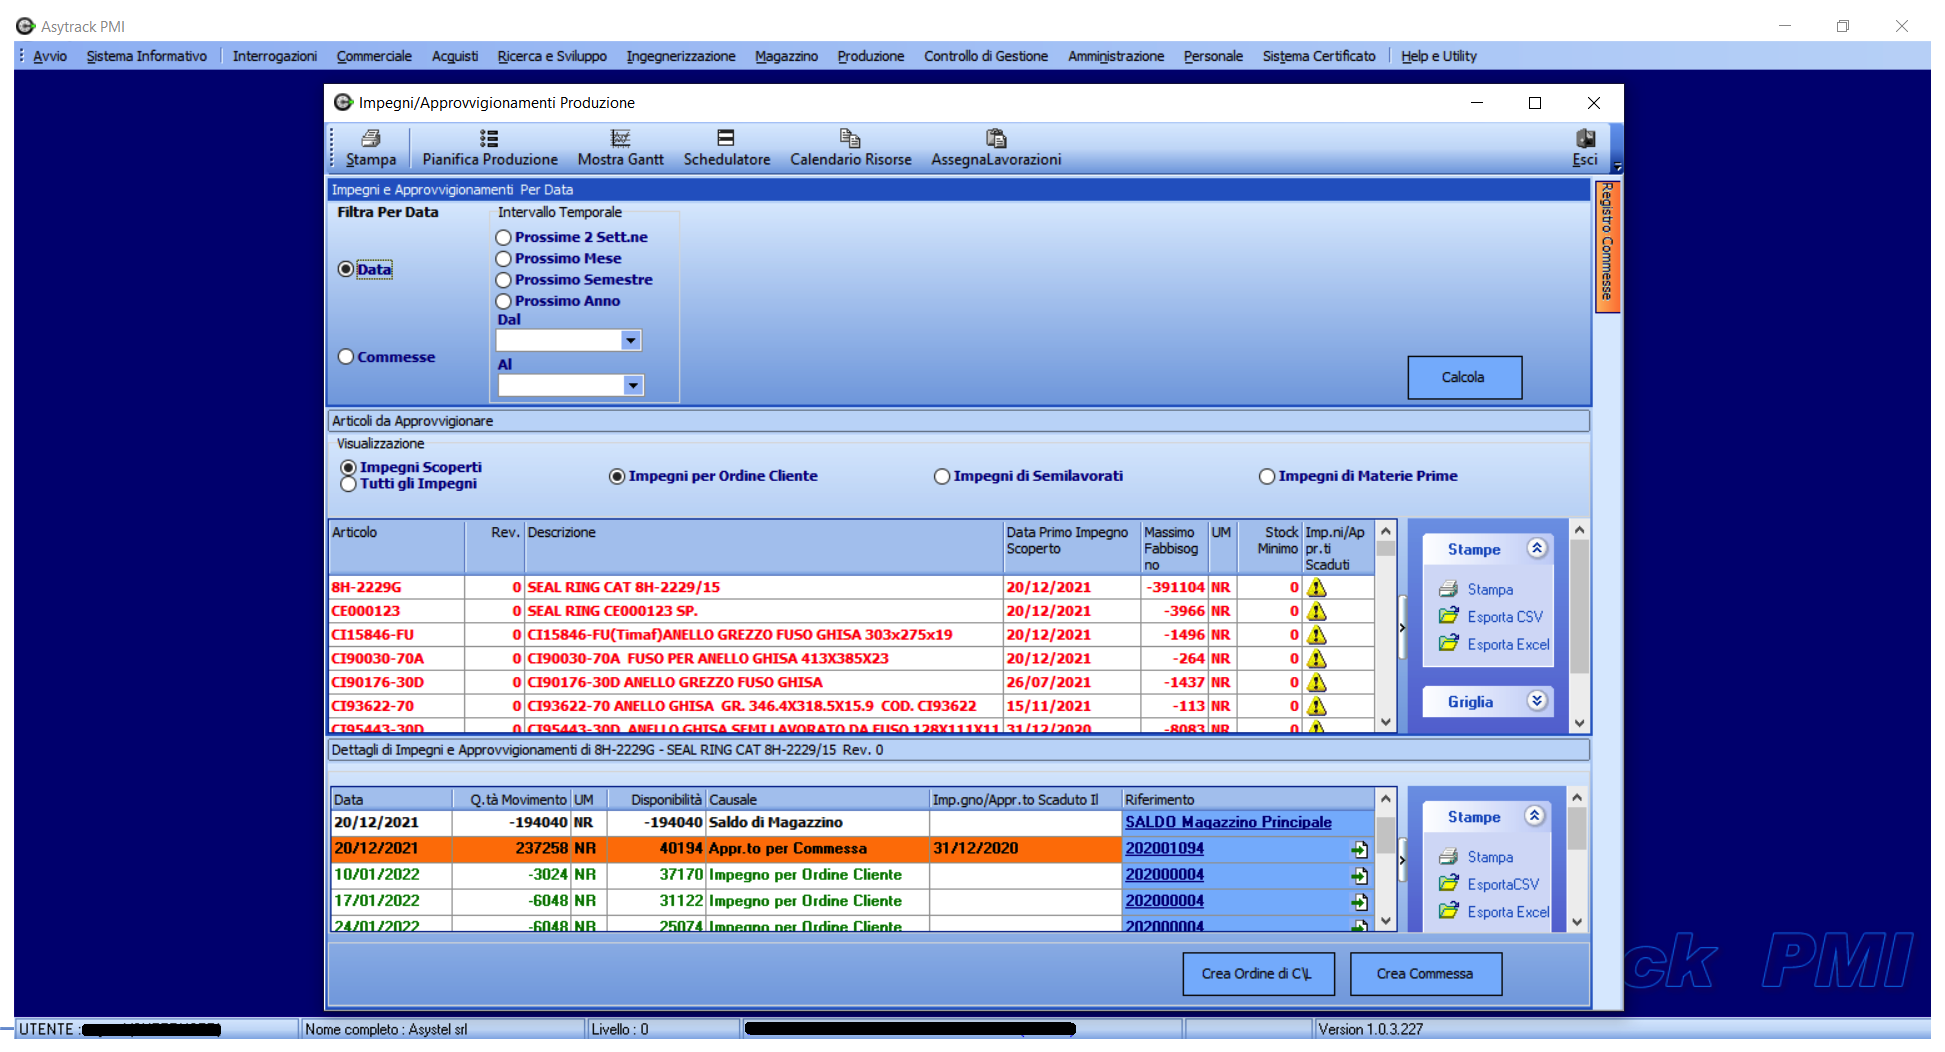 Asytrack PMI
Avvio Sistema Informativo Interrogazioni Commerciale Acquisti Ricerca e Sviluppo Ingegnerizzazione Magazzino Produzione Controllo di Gestione Amministrazione Personale Sistema Certificato Help e Utility
Impegni/Approvvigionamenti Produzione
Stampa Pianifica Produzione Mostra Gantt Schedulatore Calendario Risorse AssegnaLavorazioni Esci
Impegni e Approvvigionamenti Per Data
Registro Commesse
Filtra Per Data Intervallo Temporale
Prossime 2 Sett.ne
Prossimo Mese
Data
Prossimo Semestre
Prossimo Anno
Dal
Commesse
Al
Calcola
Articoli da Approvvigionare
Visualizzazione
Impegni Scoperti
Tutti gli Impegni
Impegni per Ordine Cliente Impegni di Semilavorati Impegni di Materie Prime
Articolo Rev. Descrizione Data Primo Impegno Scoperto Massimo Fabbisogno UM Stock Minimo Imp.ni/Appr.ti Scaduti
8H-2229G 0 SEAL RING CAT 8H-2229/15 20/12/2021 -391104 NR 0
CE000123 0 SEAL RING CE000123 SP. 20/12/2021 -3966 NR 0
CI15846-FU 0 CI15846-FU(Timaf)ANELLO GREZZO FUSO GHISA 303x275x19 20/12/2021 -1496 NR 0
CI90030-70A 0 CI90030-70A FUSO PER ANELLO GHISA 413X385X23 20/12/2021 -264 NR 0
CI90176-30D 0 CI90176-30D ANELLO GREZZO FUSO GHISA 26/07/2021 -1437 NR 0
CI93622-70 0 CI93622-70 ANELLO GHISA GR. 346.4X318.5X15.9 COD. CI93622 15/11/2021 -113 NR 0
CI95443-30D 0 CI95443-30D ANELLO GHISA SEMILAVORATO DA FUSO 128X111X11 31/12/2020 -8083 NR 0
Stampe
Stampa
Esporta CSV
Esporta Excel
Griglia
Dettagli di Impegni e Approvvigionamenti di 8H-2229G - SEAL RING CAT 8H-2229/15 Rev. 0
Data Q.tà Movimento UM Disponibilità Causale Imp.gno/Appr.to Scaduto Il Riferimento
20/12/2021 -194040 NR -194040 Saldo di Magazzino SALDO Magazzino Principale
20/12/2021 237258 NR 40194 Appr.to per Commessa 31/12/2020 202001094
10/01/2022 -3024 NR 37170 Impegno per Ordine Cliente 202000004
17/01/2022 -6048 NR 31122 Impegno per Ordine Cliente 202000004
24/01/2022 -6048 NR 25074 Impegno per Ordine Cliente 202000004
Stampe
Stampa
EsportaCSV
Esporta Excel
Crea Ordine di C\L Crea Commessa
ck PMI
UTENTE : Nome completo : Asystel srl Livello : 0 Version 1.0.3.227